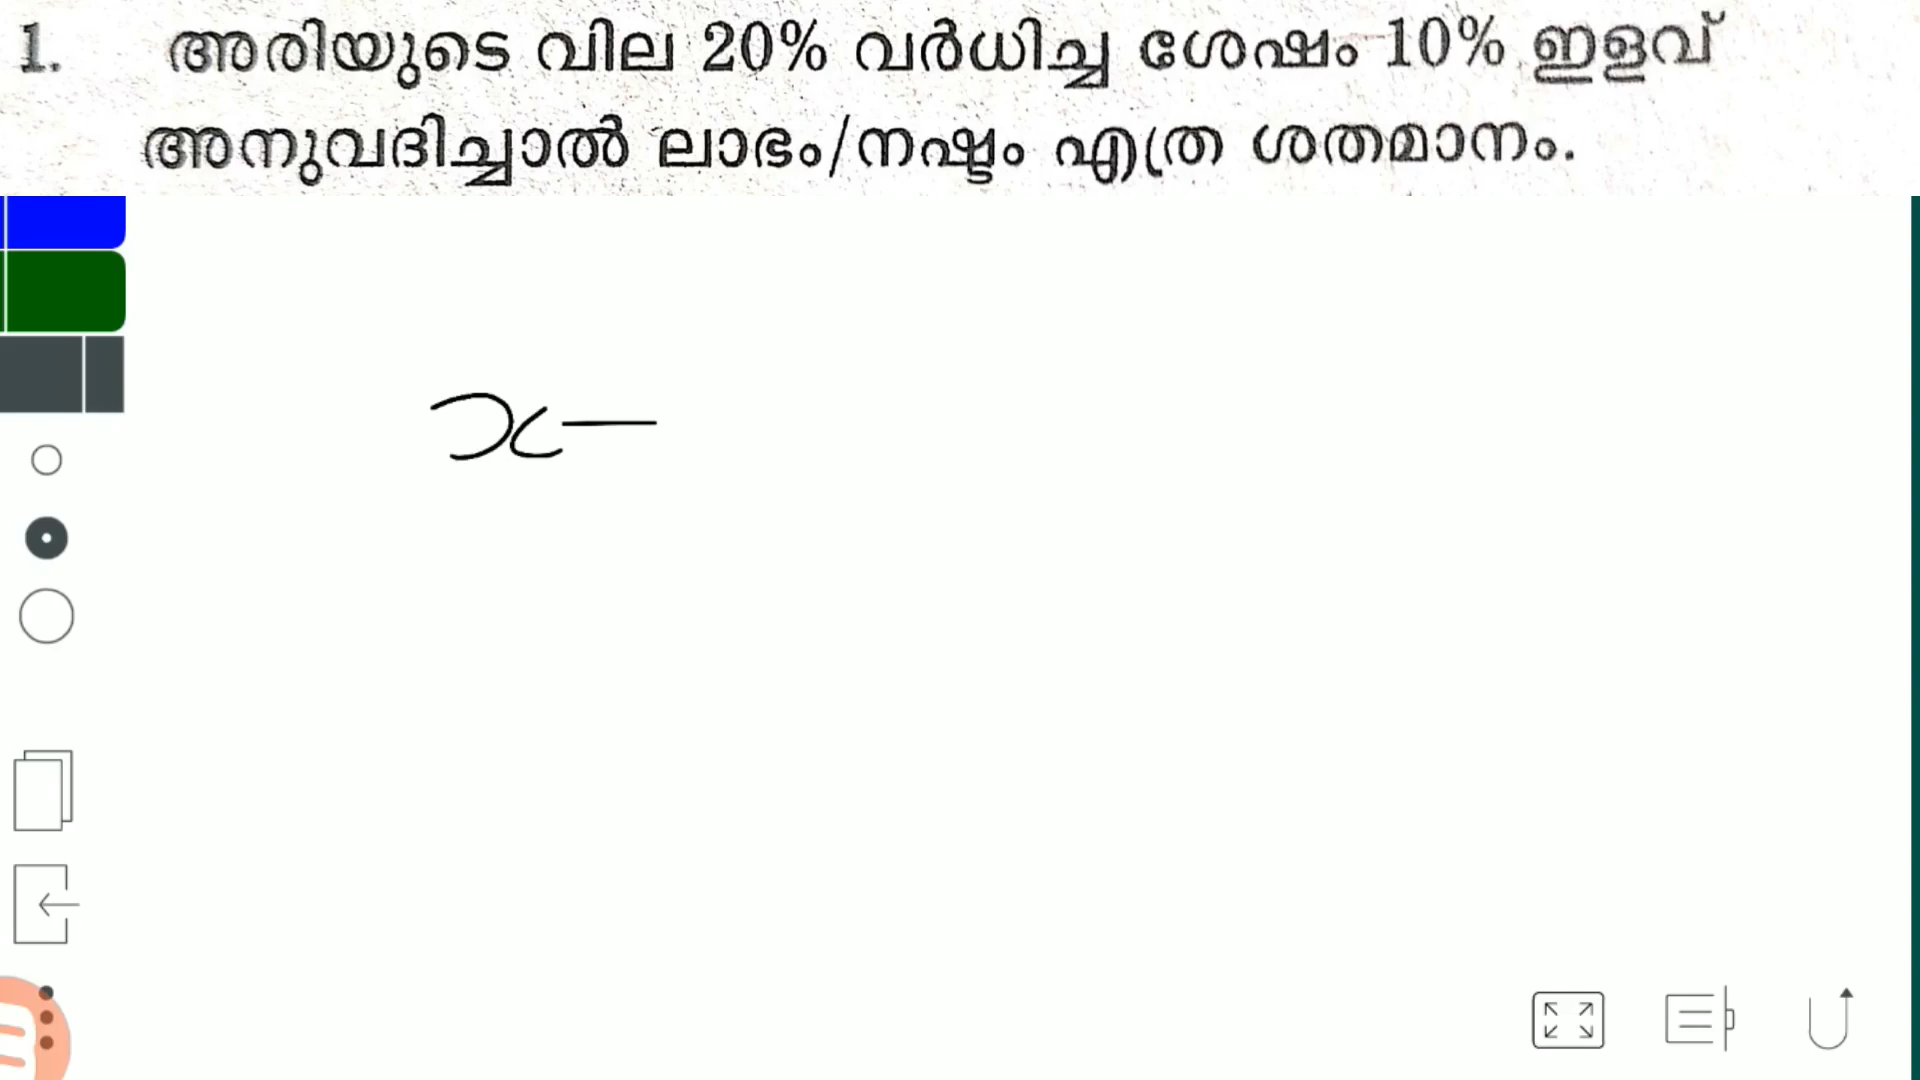 1. അരിയുടെ വില 20% വർധിച്ച ശേഷം 10% ഇളവ്
അനുവദിച്ചാൽ ലാഭം/നഷ്ടം എത്ര ശതമാനം.
x−